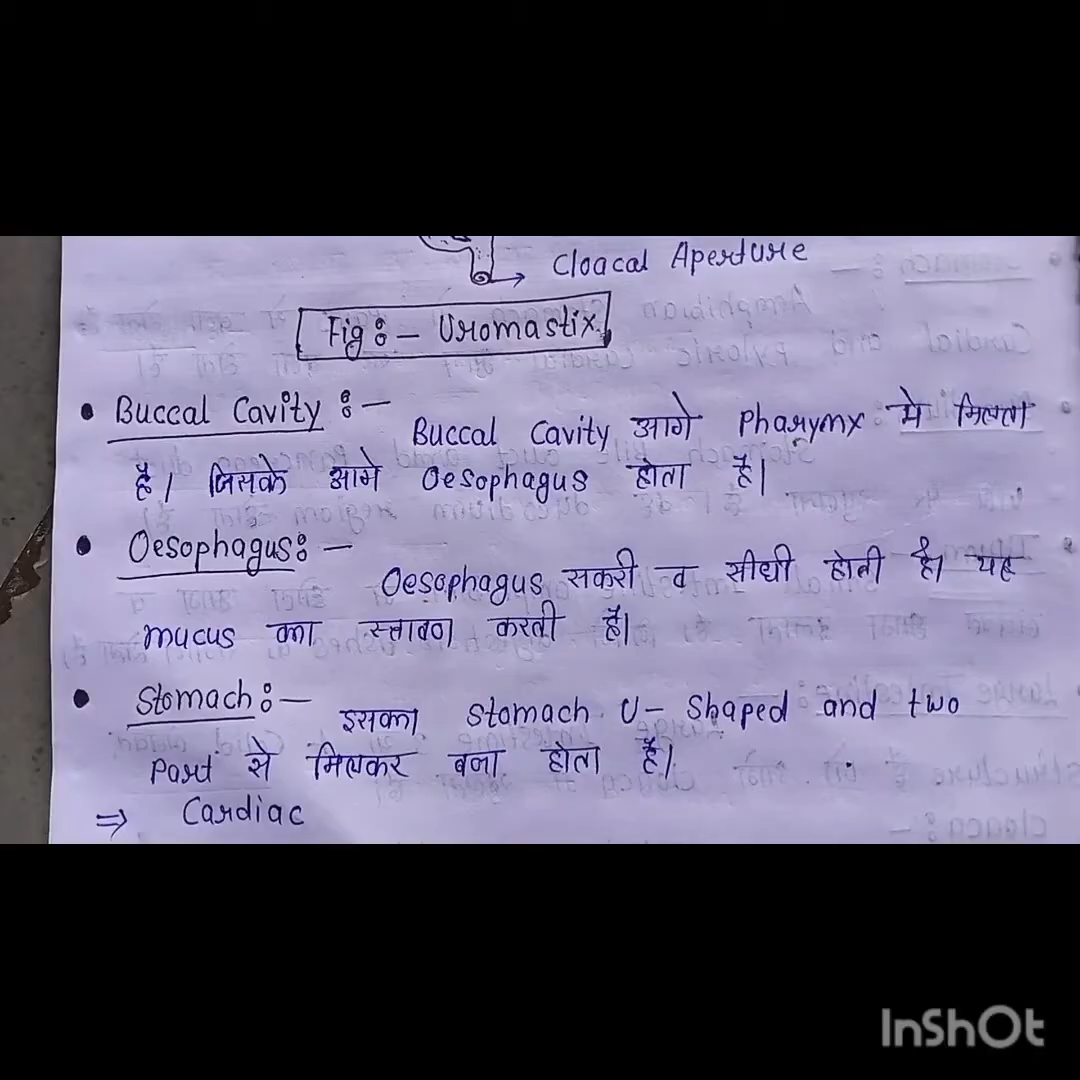 Cloacal Aperture
Fig:- Uromastix
• Buccal Cavity :-
Buccal Cavity आगे Pharynx मे मिलता
है। जिसके आगे Oesophagus होता है।
• Oesophagus:-
Oesophagus सकरी व सीधी होती है। यह
mucus का स्त्रावण करती है।
• Stomach:- इसका Stomach U- Shaped and two
Part से मिलकर बना होता है।
⇒ Cardiac
InShOt